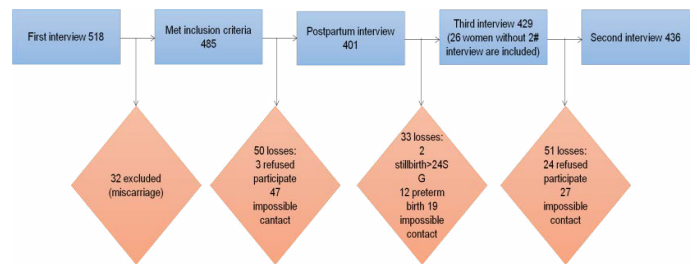 First interview 518
Met inclusion criteria
485
Postpartum interview
401
Third interview 429
(26 women without 2#
interview are included)
Second interview 436
32 excluded
(miscarriage)
50 losses:
3 refused
participate
47
impossible
cantact
33 losses:
2
stillbirth>24S
G
12 preterm
birth 19
impossible
contact
51 losses:
24 refused
participate
27
impossible
contact